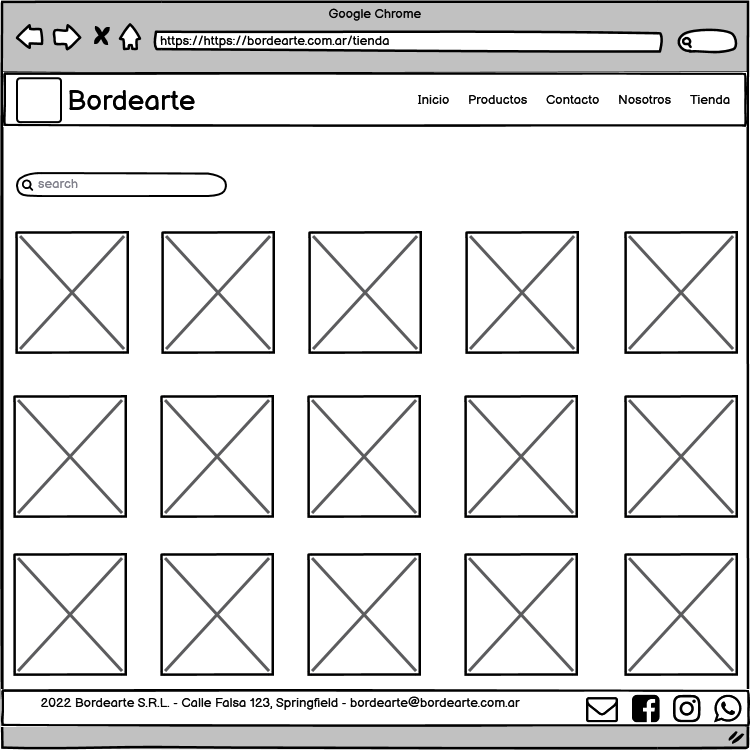 Google Chrome
https://https://bordearte.com.ar/tienda
Bordearte
Inicio Productos Contacto Nosotros Tienda
search
2022 Bordearte S.R.L. - Calle Falsa 123, Springfield - bordearte@bordearte.com.ar